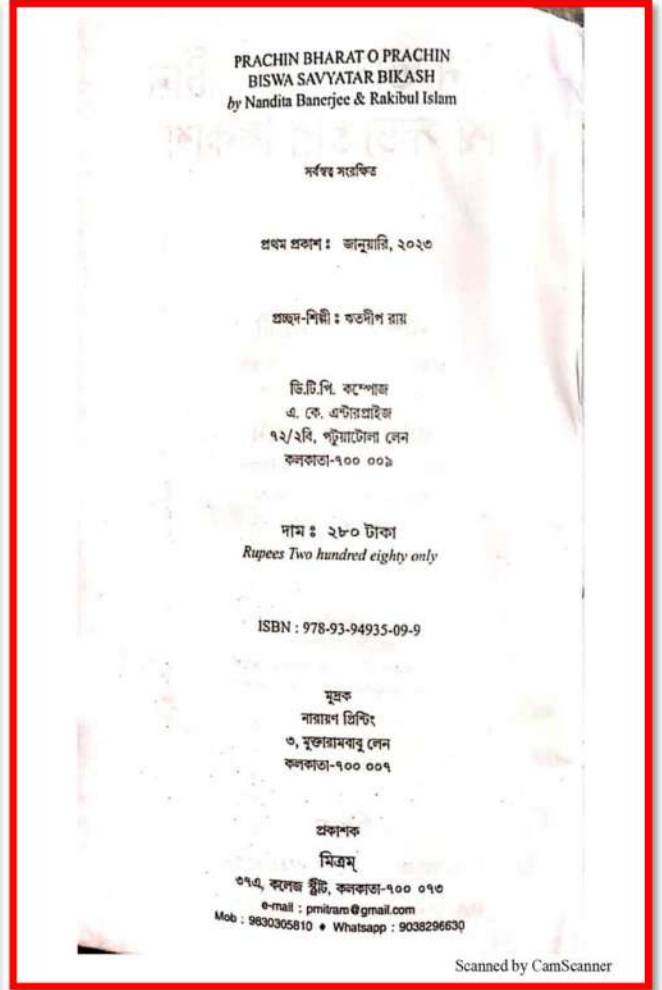 PRACHIN BHARAT O PRACHIN
BISWA SAVYATAR BIKASH
by Nandita Banerjee & Rakibul Islam
সর্বস্বত্ব সংরক্ষিত
প্রথম প্রকাশ : জানুয়ারি, ২০২৩
প্রচ্ছদ-শিল্পী : রায়
ডি.টি.পি. কম্পোজ
এ. কে. এন্টারপ্রাইজ
৭২/২বি, পটুয়াটোলা লেন
কলকাতা-৭০০ ০০৯
দাম : ২৮০ টাকা
Rupees Two hundred eighty only
ISBN : 978-93-94935-09-9
মুদ্রক
নারায়ণ প্রিন্টিং
৩, মুক্তারামবাবু লেন
কলকাতা-৭০০ ০০৭
প্রকাশক
মিত্রম্
৩৭এ, কলেজ স্ট্রীট, কলকাতা-৭০০ ০৭৩
e-mail : pmitram@gmail.com
Mob : 9830305810 ♦ Whatsapp : 9038296630
Scanned by CamScanner